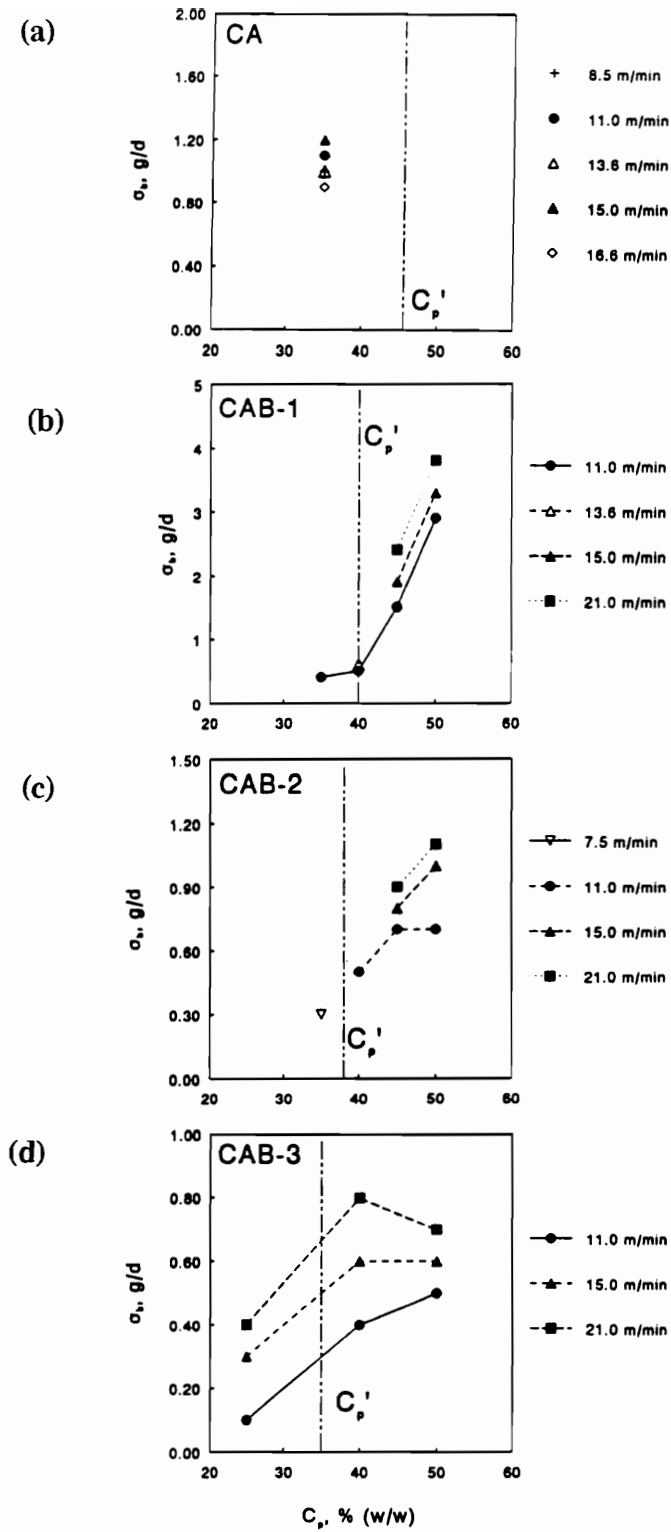 (a)
CA
2.00
1.60
1.20
0.80
0.40
0.00
σb, g/d
20
30
40
50
60
Cp'
8.5 m/min
11.0 m/min
13.6 m/min
15.0 m/min
16.6 m/min
(b)
CAB-1
5
4
3
2
1
0
σb, g/d
20
30
40
50
60
Cp'
11.0 m/min
13.6 m/min
15.0 m/min
21.0 m/min
(c)
CAB-2
1.50
1.20
0.90
0.60
0.30
0.00
σb, g/d
20
30
40
50
60
Cp'
7.5 m/min
11.0 m/min
15.0 m/min
21.0 m/min
(d)
CAB-3
1.00
0.80
0.60
0.40
0.20
0.00
σb, g/d
20
30
40
50
60
Cp'
11.0 m/min
15.0 m/min
21.0 m/min
Cp, % (w/w)